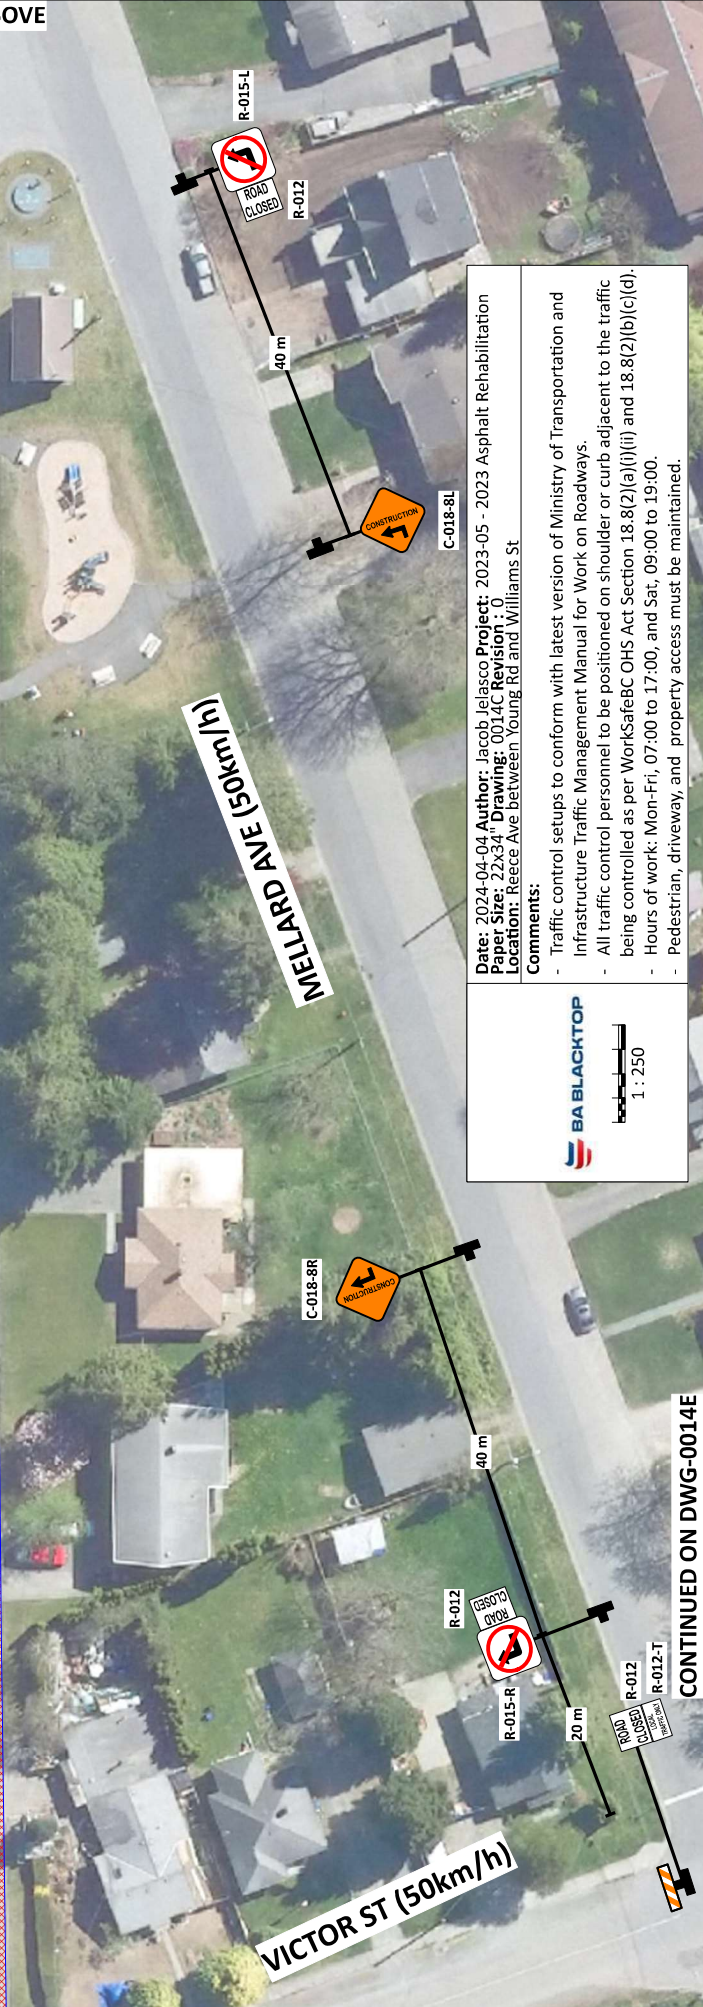 OVE
R-015-L
ROAD
CLOSED
R-012
40 m
CONSTRUCTION
C-018-8L
MELLARD AVE (50km/h)
Date: 2024-04-04 Author: Jacob Jelasco Project: 2023-05 - 2023 Asphalt Rehabilitation
Paper Size: 22x34" Drawing: 0014C Revision : 0
Location: Reece Ave between Young Rd and Williams St
Comments:
- Traffic control setups to conform with latest version of Ministry of Transportation and
Infrastructure Traffic Management Manual for Work on Roadways.
- All traffic control personnel to be positioned on shoulder or curb adjacent to the traffic
being controlled as per WorkSafeBC OHS Act Section 18.8(2)(a)(i)(ii) and 18.8(2)(b)(c)(d).
- Hours of work: Mon-Fri, 07:00 to 17:00, and Sat, 09:00 to 19:00.
- Pedestrian, driveway, and property access must be maintained.
BA BLACKTOP
1 : 250
C-018-8R
CONSTRUCTION
40 m
R-012
ROAD
CLOSED
R-015-R
20 m
R-012
R-012-T
ROAD
CLOSED
LOCAL
TRAFFIC ONLY
CONTINUED ON DWG-0014E
VICTOR ST (50km/h)